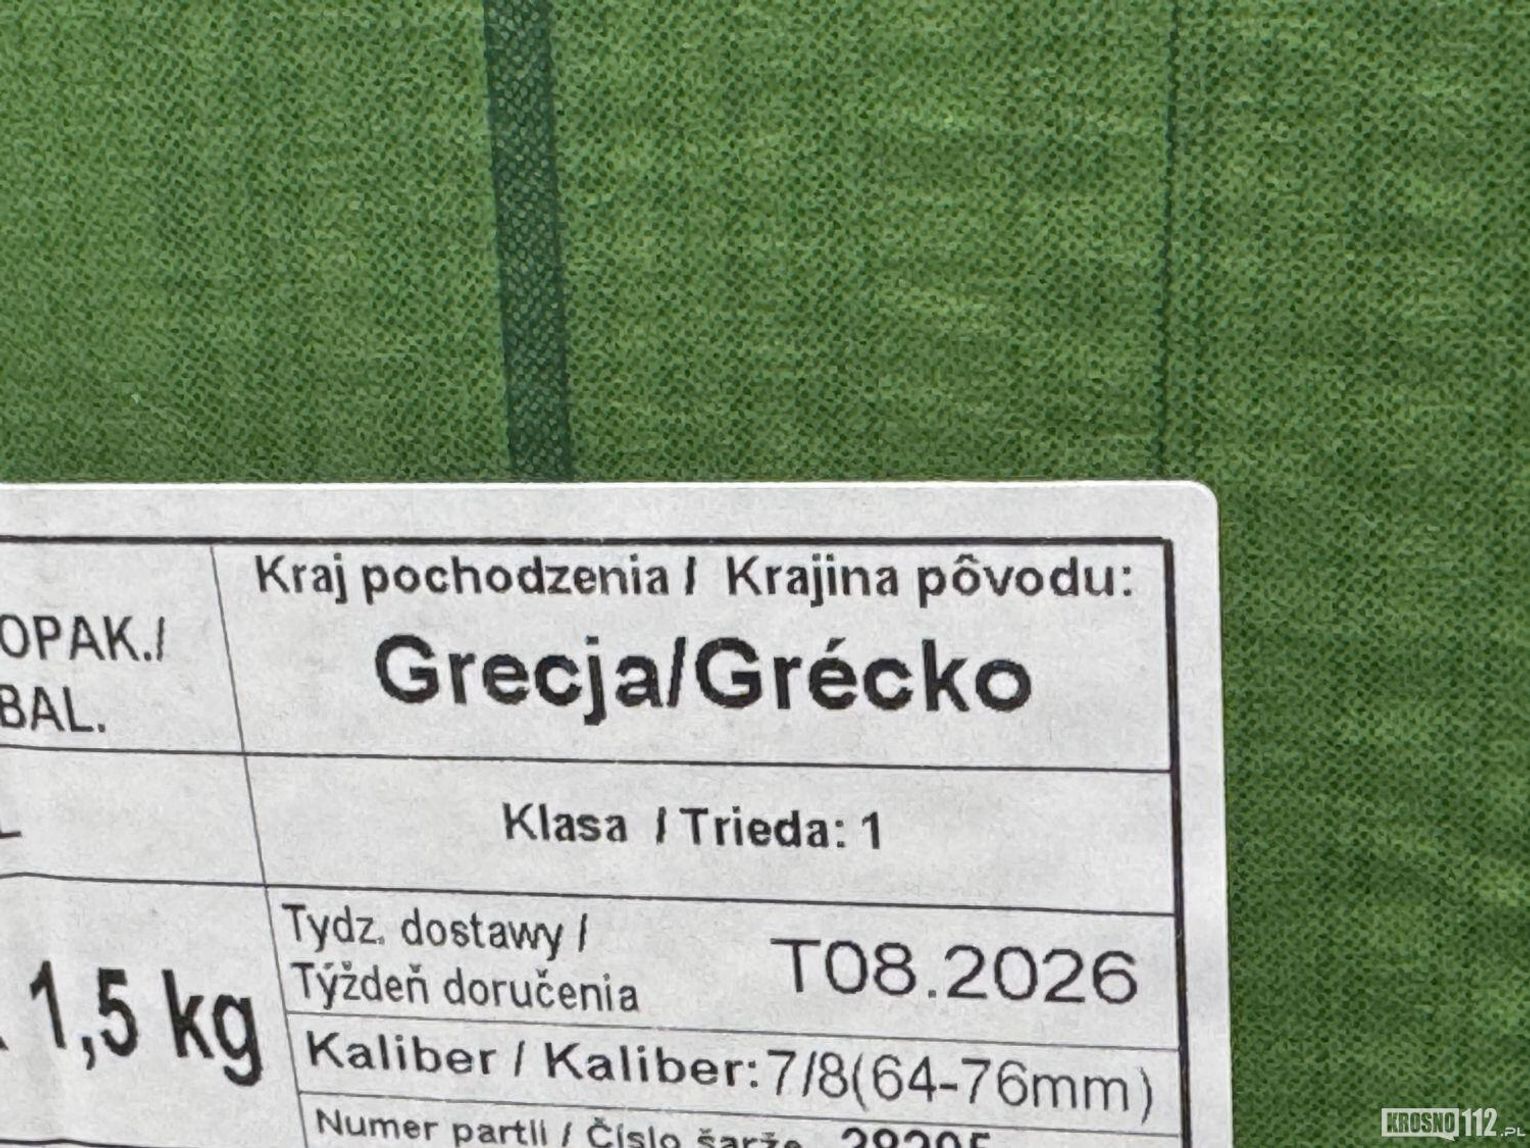 Kraj pochodzenia / Krajina pôvodu:
OPAK./
BAL.
Grecja/Grécko
Klasa / Trieda: 1
1,5 kg
Tydz. dostawy /
Týždeň doručenia
T08.2026
Kaliber / Kaliber: 7/8(64-76mm)
Numer partii / Číslo šarže
KROSNO112.PL